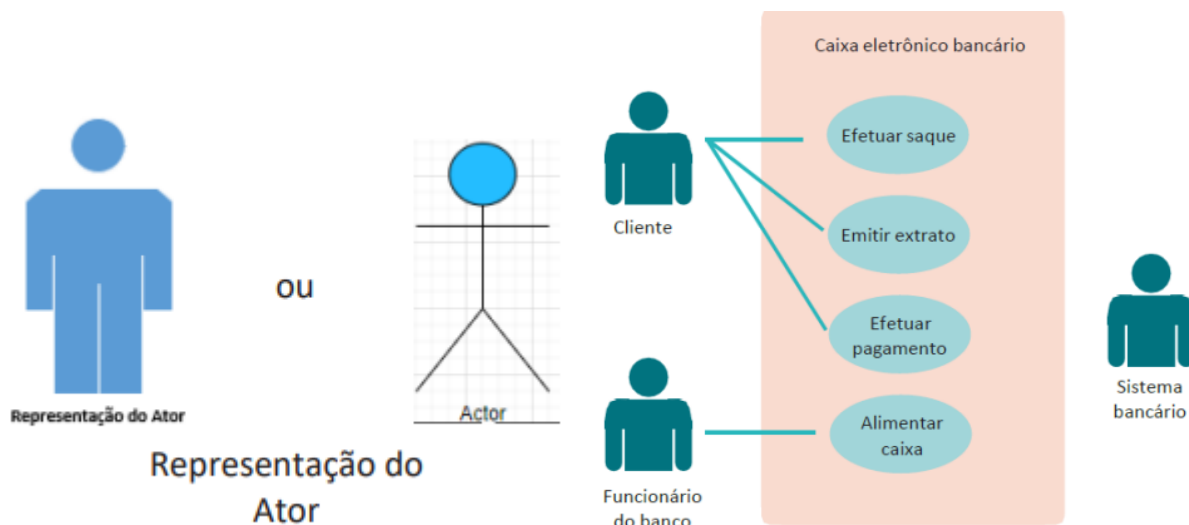 Representação do Ator
ou
Actor
Representação do
Ator
Caixa eletrônico bancário
Efetuar saque
Emitir extrato
Efetuar
pagamento
Alimentar
caixa
Cliente
Funcionário
do banco
Sistema
bancário